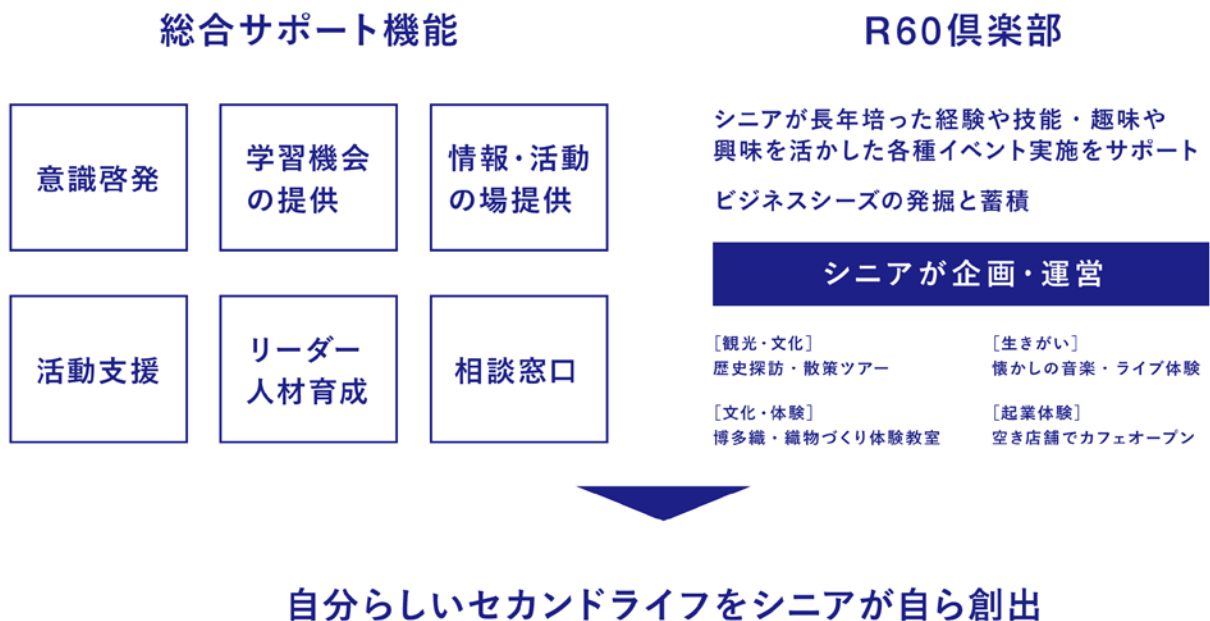 総合サポート機能
意識啓発
学習機会
の提供
情報・活動
の場提供
活動支援
リーダー
人材育成
相談窓口
R60倶楽部
シニアが長年培った経験や技能・趣味や
興味を活かした各種イベント実施をサポート
ビジネスシーズの発掘と蓄積
シニアが企画・運営
［観光・文化］
歴史探訪・散策ツアー
［生きがい］
懐かしの音楽・ライブ体験
［文化・体験］
博多織・織物づくり体験教室
［起業体験］
空き店舗でカフェオープン
自分らしいセカンドライフをシニアが自ら創出